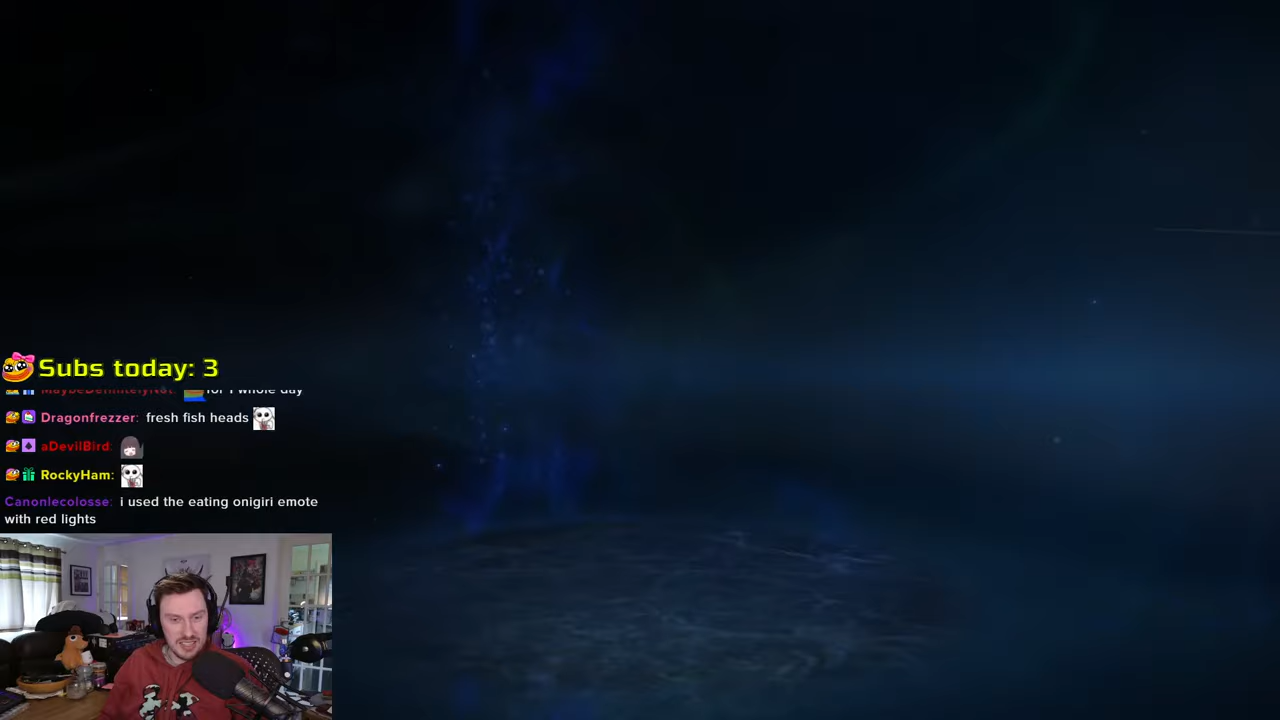 Subs today: 3
MaybeDefinitelyNot: for 1 whole day
Dragonfrezzer: fresh fish heads
aDevilBird:
RockyHam:
Canonlecolosse: i used the eating onigiri emote
with red lights